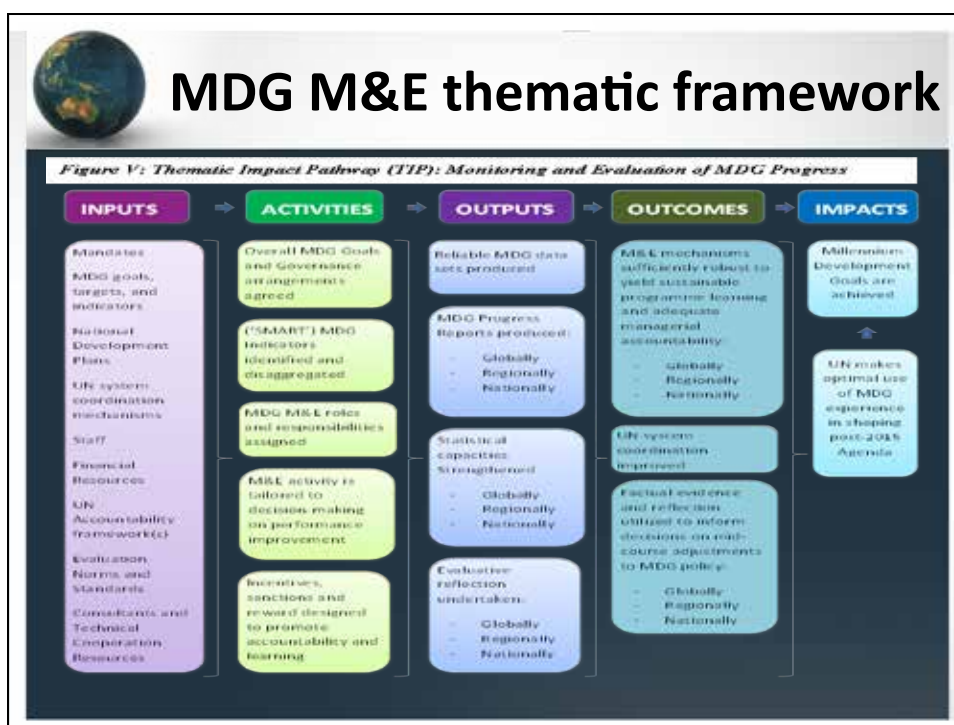 MDG M&E thematic framework
Figure V: Thematic Impact Pathway (TIP): Monitoring and Evaluation of MDG Progress
INPUTS
ACTIVITIES
OUTPUTS
OUTCOMES
IMPACTS
Mandates
MDG goals,
targets, and
indicators
National
Development
Plans
UN system
coordination
mechanisms
Staff
Financial
Resources
UN
Accountability
framework(s)
Evaluation
Norms and
Standards
Consultants and
Technical
Cooperation
Resources
Overall MDG Goals
and Governance
arrangements
agreed
("SMART") MDG
Indicators
identified and
disaggregated
MDG M&E roles
and responsibilities
assigned
M&E activity is
tailored to
decision making
on performance
improvement
Incentives,
sanctions and
reward designed
to promote
accountability and
learning
Reliable MDG data
sets produced
MDG Progress
Reports produced:
- Globally
- Regionally
- Nationally
Statistical
capacities
Strengthened
- Globally
- Regionally
- Nationally
Evaluative
reflection
undertaken:
- Globally
- Regionally
- Nationally
M&E mechanisms
sufficiently robust to
yield sustainable
programme learning
and adequate
managerial
accountability:
- Globally
- Regionally
- Nationally
UN system
coordination
improved
Factual evidence
and reflection
utilized to inform
decisions on mid-
course adjustments
to MDG policy:
- Globally
- Regionally
- Nationally
Millennium
Development
Goals are
achieved
UN makes
optimal use
of MDG
experience
in shaping
post-2015
Agenda